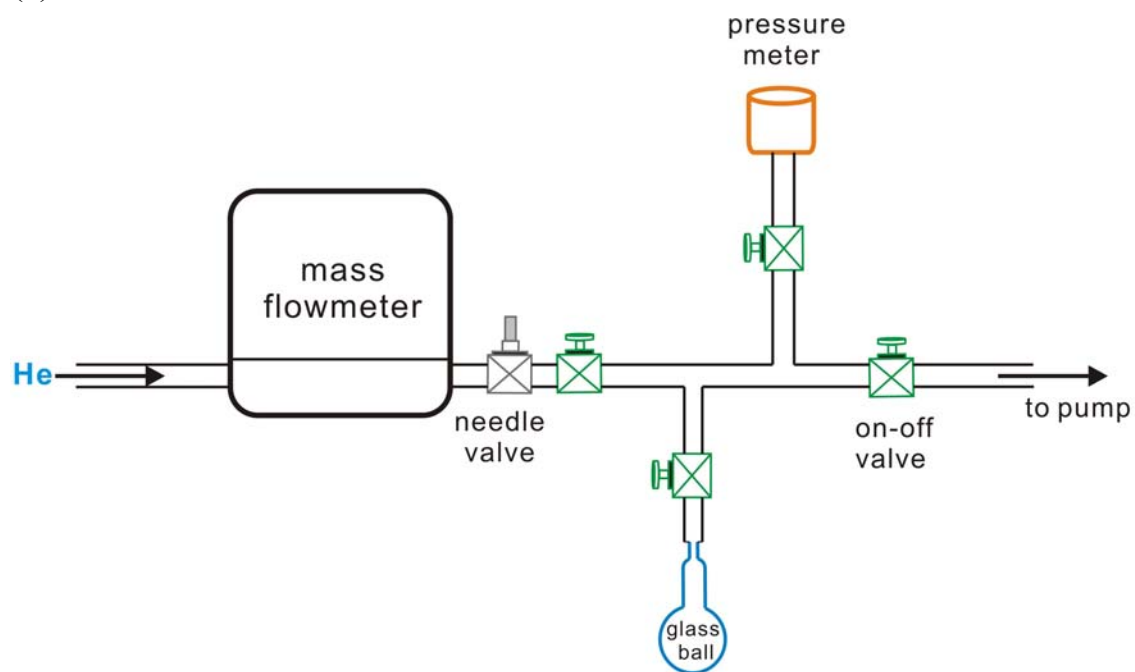 pressure
meter
mass
flowmeter
He
needle
valve
on-off
valve
to pump
glass
ball